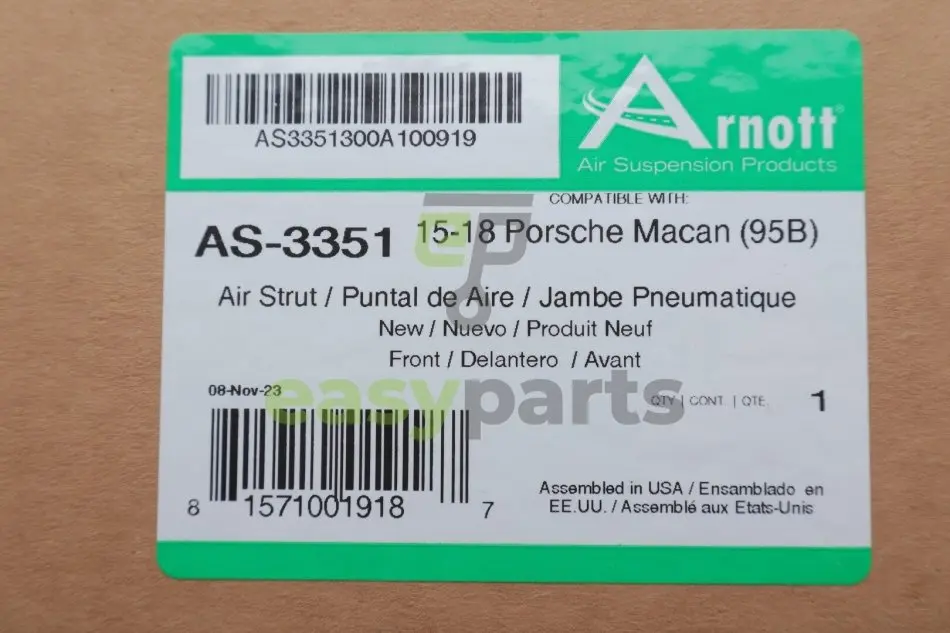 AS3351300A100919
Arnott®
Air Suspension Products
COMPATIBLE WITH:
AS-3351 15-18 Porsche Macan (95B)
Air Strut / Puntal de Aire / Jambe Pneumatique
New / Nuevo / Produit Neuf
Front / Delantero / Avant
08-Nov-23
easyparts
QTY | CONT. | QTE. 1
8 1571001918 7
Assembled in USA / Ensamblado en
EE.UU. / Assemblé aux Etats-Unis